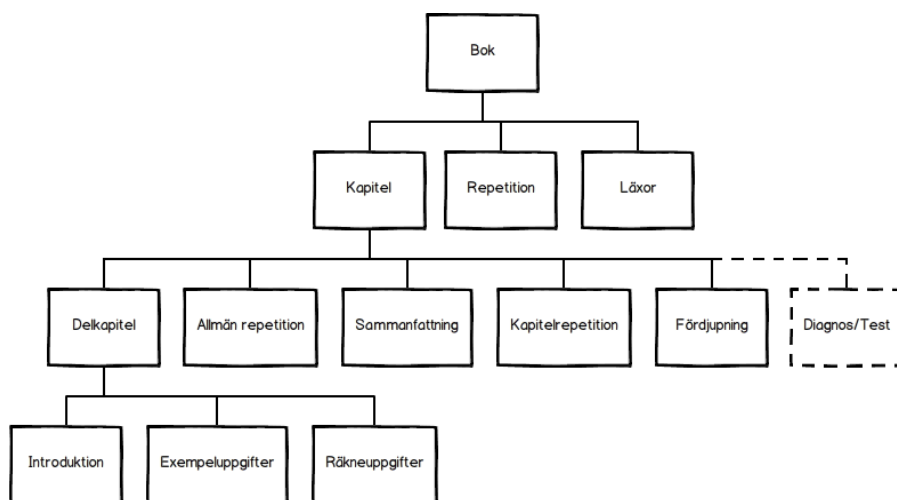 Bok
Kapitel
Repetition
Läxor
Delkapitel
Allmän repetition
Sammanfattning
Kapitelrepetition
Fördjupning
Diagnos/Test
Introduktion
Exempeluppgifter
Räkneuppgifter